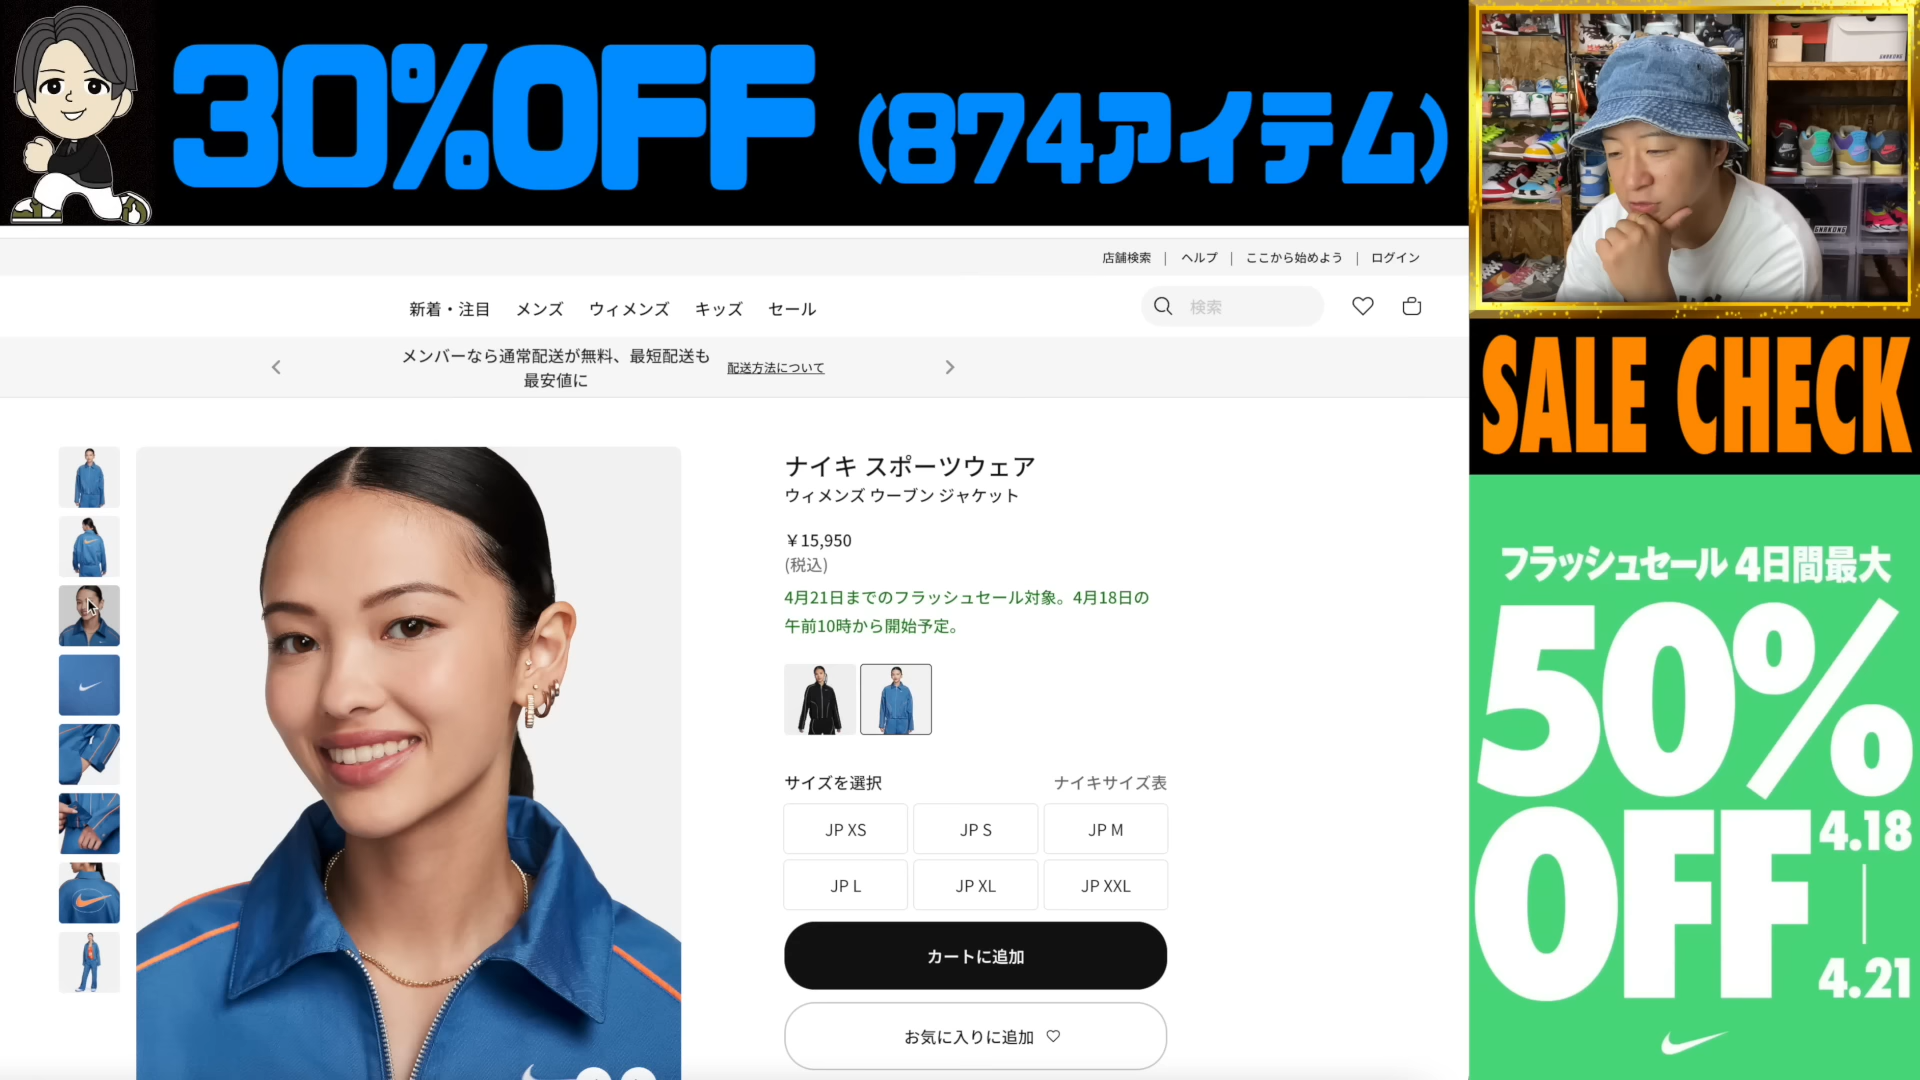 30%OFF (874アイテム)
店舗検索 | ヘルプ | ここから始めよう | ログイン
新着・注目 メンズ ウィメンズ キッズ セール
検索
メンバーなら通常配送が無料、最短配送も
最安値に
配送方法について
ナイキ スポーツウェア
ウィメンズ ウーブン ジャケット
￥15,950
(税込)
4月21日までのフラッシュセール対象。4月18日の
午前10時から開始予定。
サイズを選択
ナイキサイズ表
JP XS
JP S
JP M
JP L
JP XL
JP XXL
カートに追加
お気に入りに追加
SALE CHECK
フラッシュセール 4日間最大
50%
OFF
4.18
4.21